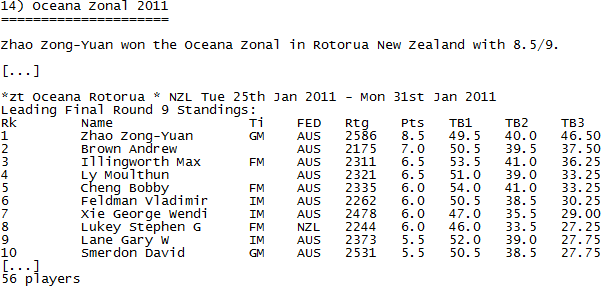 14) Oceana Zonal 2011
=====================
Zhao Zong-Yuan won the Oceana Zonal in Rotorua New Zealand with 8.5/9.
[...]
*zt Oceana Rotorua * NZL Tue 25th Jan 2011 - Mon 31st Jan 2011
Leading Final Round 9 Standings:
Rk Name Ti FED Rtg Pts TB1 TB2 TB3
1 Zhao Zong-Yuan GM AUS 2586 8.5 49.5 40.0 46.50
2 Brown Andrew AUS 2175 7.0 50.5 39.5 37.50
3 Illingworth Max FM AUS 2311 6.5 53.5 41.0 36.25
4 Ly Moulthun AUS 2321 6.5 51.0 39.0 33.25
5 Cheng Bobby FM AUS 2335 6.0 54.0 41.0 33.25
6 Feldman Vladimir IM AUS 2262 6.0 50.5 38.5 30.25
7 Xie George Wendi IM AUS 2478 6.0 47.0 35.5 29.00
8 Lukey Stephen G FM NZL 2244 6.0 46.0 33.5 27.25
9 Lane Gary W IM AUS 2373 5.5 52.0 39.0 27.75
10 Smerdon David GM AUS 2531 5.5 50.5 38.5 27.75
[...]
56 players